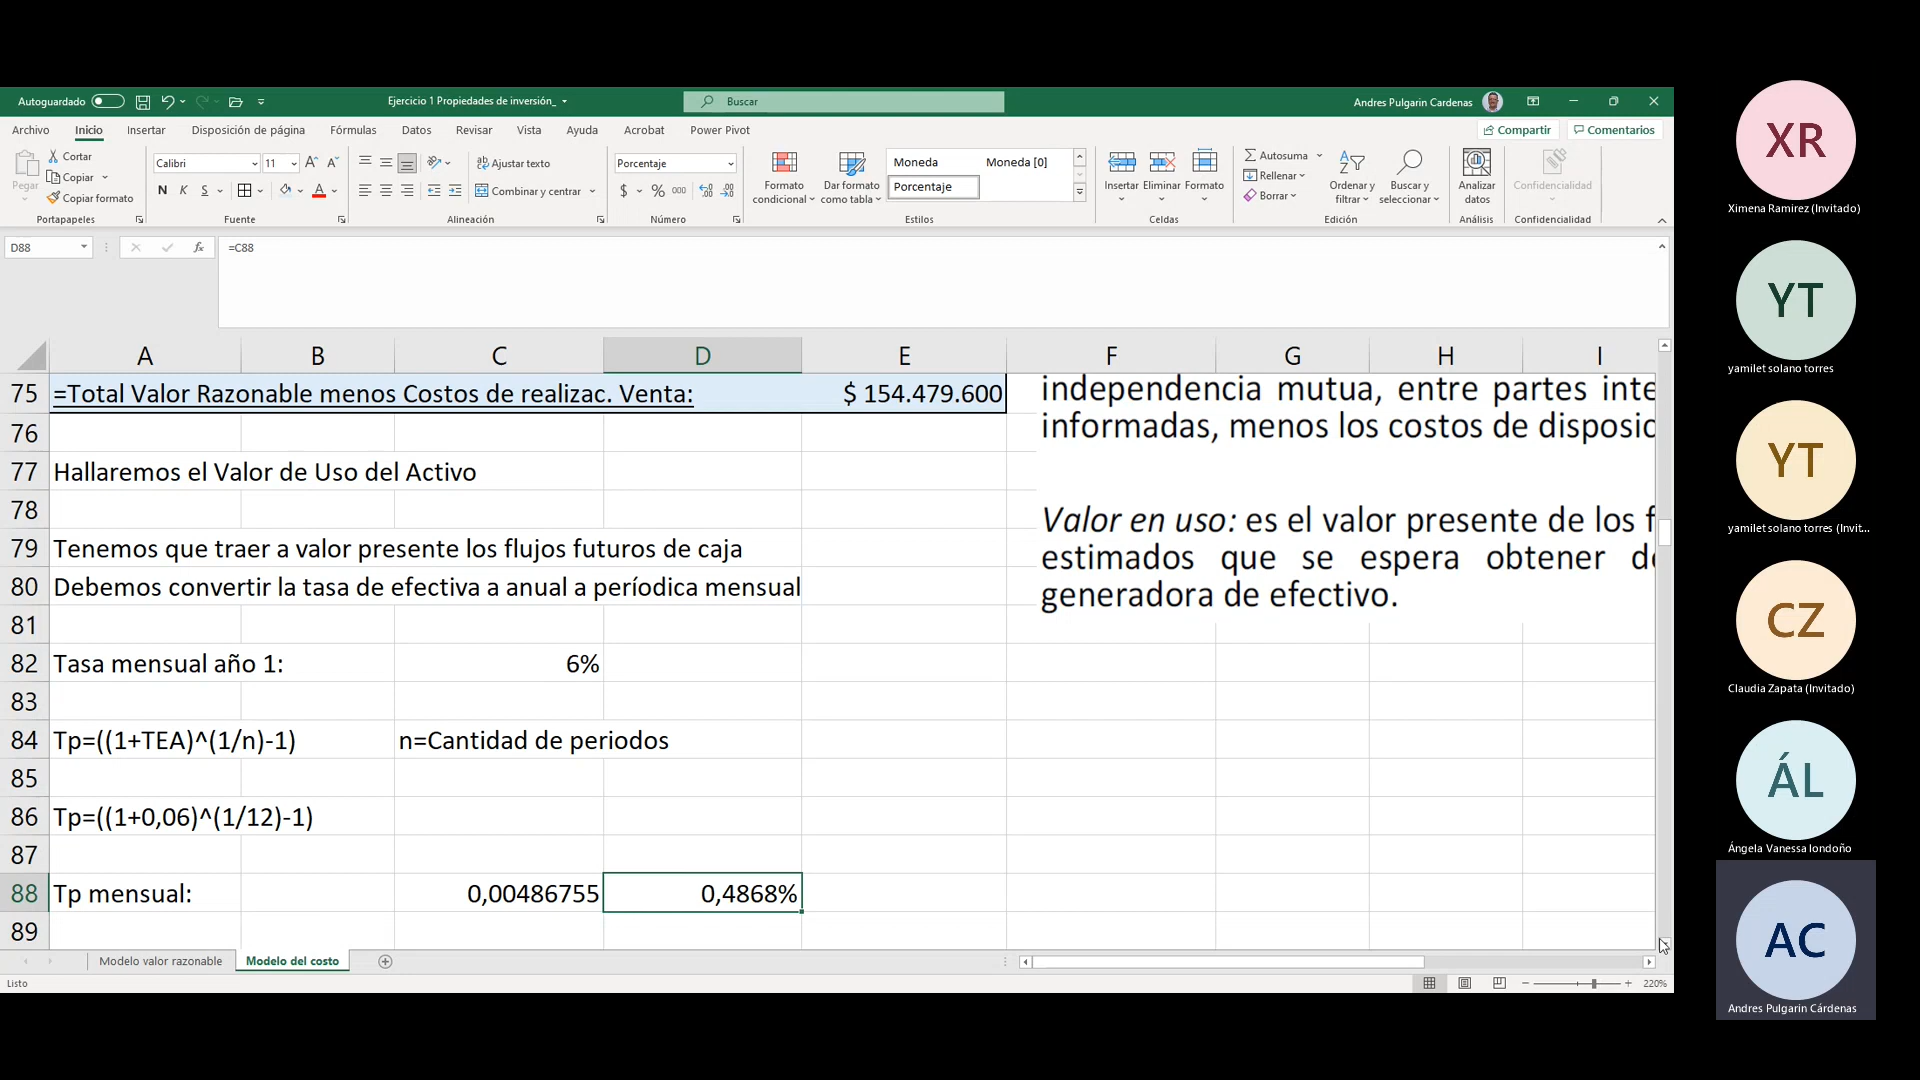 Autoguardado
Ejercicio 1 Propiedades de inversión_
Buscar
Andres Pulgarin Cardenas
Archivo Inicio Insertar Disposición de página Fórmulas Datos Revisar Vista Ayuda Acrobat Power Pivot
Compartir Comentarios
Pegar
Cortar
Copiar
Copiar formato
Portapapeles
Calibri 11
N K S
Fuente
Ajustar texto
Combinar y centrar
Alineación
Porcentaje
$ % 000
Número
Formato condicional
Dar formato como tabla
Moneda Moneda [0]
Porcentaje
Estilos
Insertar Eliminar Formato
Celdas
Autosuma
Rellenar
Borrar
Ordenar y filtrar
Buscar y seleccionar
Edición
Analizar datos
Análisis
Confidencialidad
Confidencialidad
D88 fx =C88
A B C D E F G H I
75 =Total Valor Razonable menos Costos de realizac. Venta: $ 154.479.600
76
77 Hallaremos el Valor de Uso del Activo
78
79 Tenemos que traer a valor presente los flujos futuros de caja
80 Debemos convertir la tasa de efectiva a anual a períodica mensual
81
82 Tasa mensual año 1: 6%
83
84 Tp=((1+TEA)^(1/n)-1) n=Cantidad de periodos
85
86 Tp=((1+0,06)^(1/12)-1)
87
88 Tp mensual: 0,00486755 0,4868%
89
independencia mutua, entre partes inte
informadas, menos los costos de disposic
Valor en uso: es el valor presente de los f
estimados que se espera obtener d
generadora de efectivo.
Modelo valor razonable Modelo del costo
Listo
220%
XR
Ximena Ramirez (Invitado)
YT
yamilet solano torres
YT
yamilet solano torres (Invit...
CZ
Claudia Zapata (Invitado)
ÁL
Ángela Vanessa londoño
AC
Andres Pulgarin Cárdenas